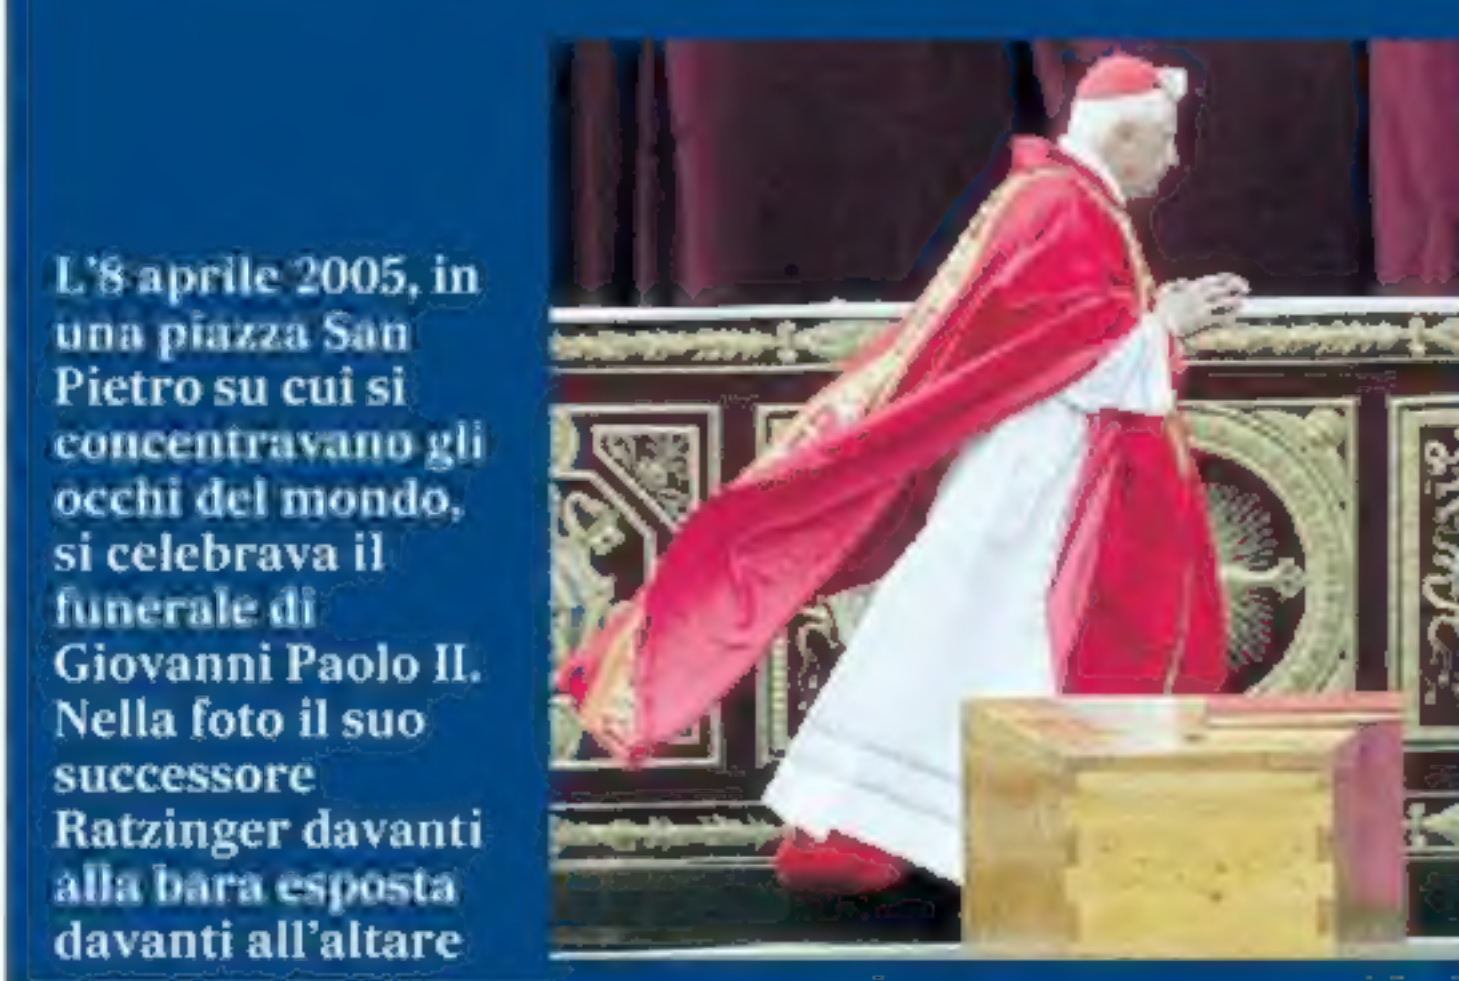 L'8 aprile 2005, in
una piazza San
Pietro su cui si
concentravano gli
occhi del mondo,
si celebrava il
funerale di
Giovanni Paolo II.
Nella foto il suo
successore
Ratzinger davanti
alla bara esposta
davanti all'altare